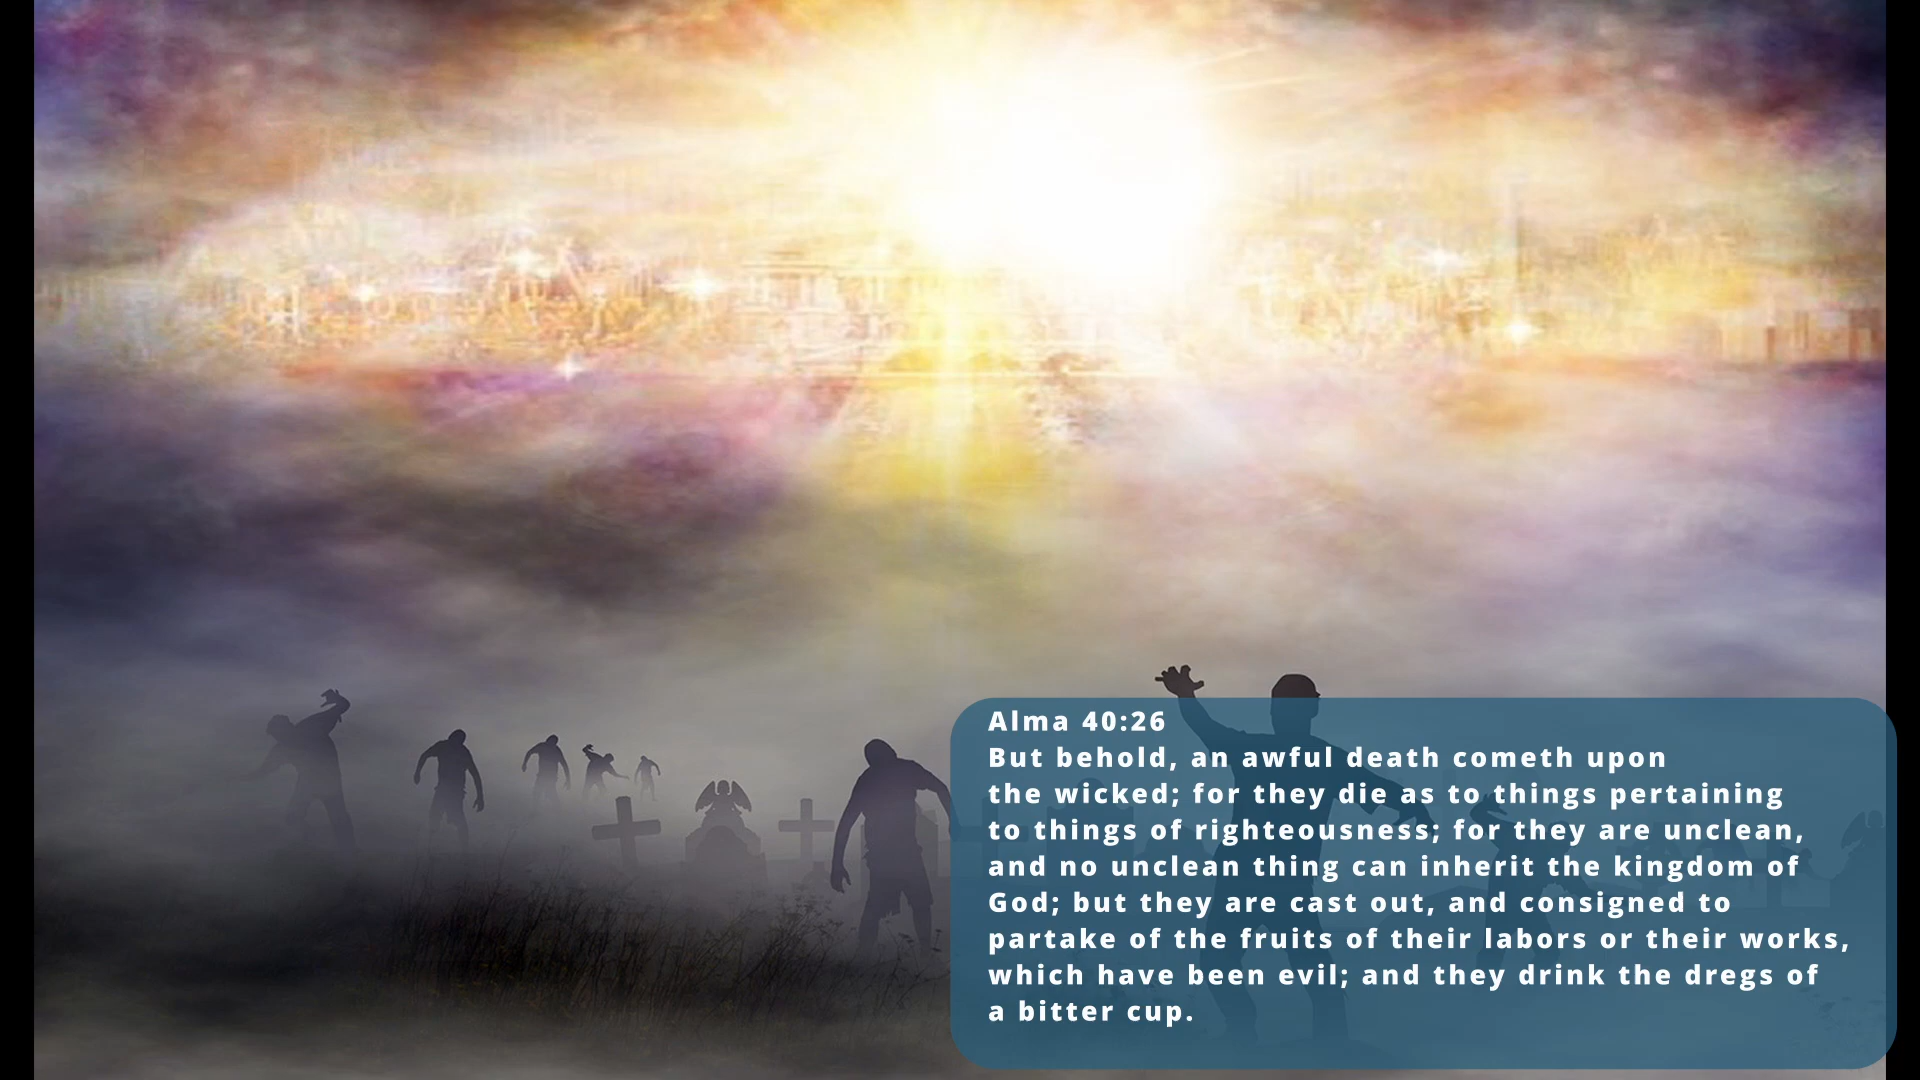 Alma 40:26
But behold, an awful death cometh upon
the wicked; for they die as to things pertaining
to things of righteousness; for they are unclean,
and no unclean thing can inherit the kingdom of
God; but they are cast out, and consigned to
partake of the fruits of their labors or their works,
which have been evil; and they drink the dregs of
a bitter cup.